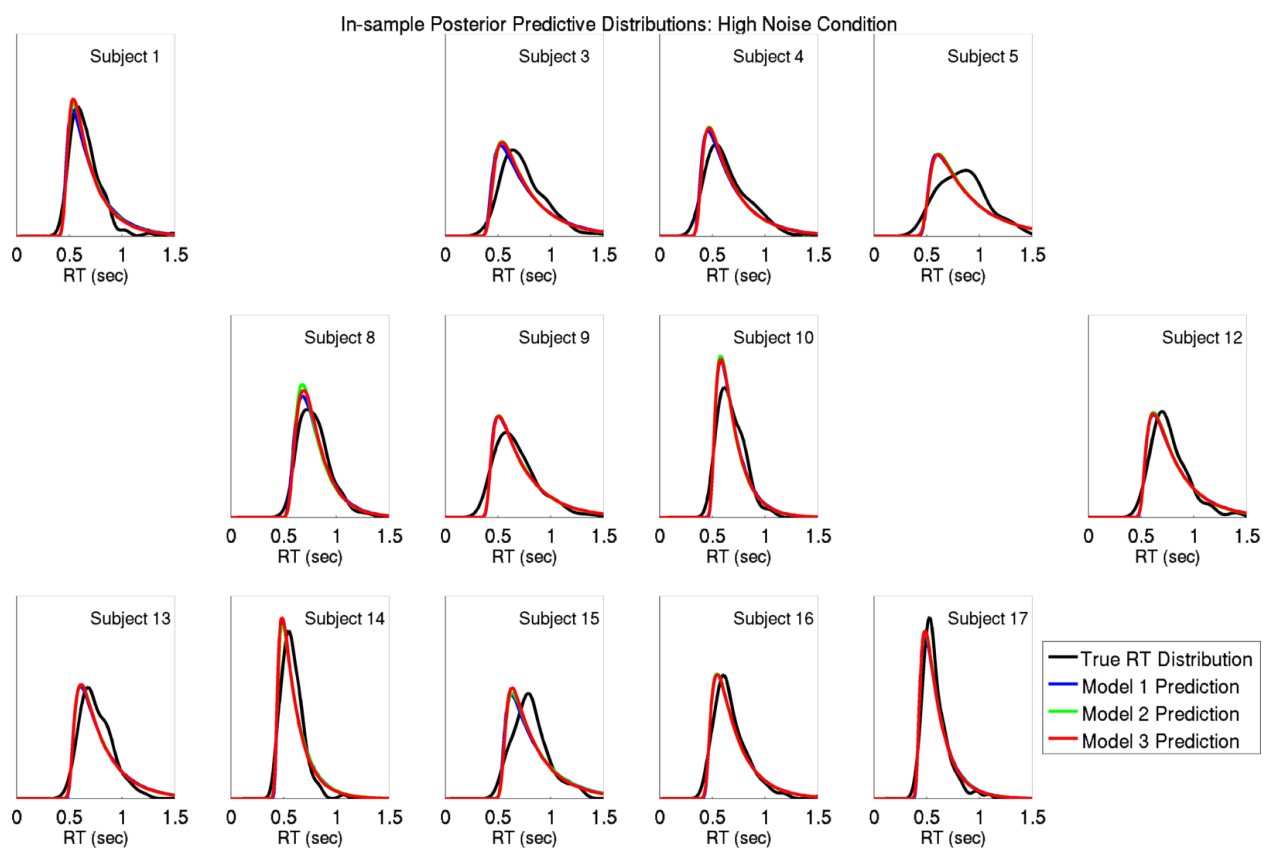 In-sample Posterior Predictive Distributions: High Noise Condition
Subject 1
Subject 3
Subject 4
Subject 5
0 0.5 1 1.5
0 0.5 1 1.5
0 0.5 1 1.5
0 0.5 1 1.5
RT (sec)
RT (sec)
RT (sec)
RT (sec)
Subject 8
Subject 9
Subject 10
Subject 12
0 0.5 1 1.5
0 0.5 1 1.5
0 0.5 1 1.5
0 0.5 1 1.5
RT (sec)
RT (sec)
RT (sec)
RT (sec)
Subject 13
Subject 14
Subject 15
Subject 16
Subject 17
0 0.5 1 1.5
0 0.5 1 1.5
0 0.5 1 1.5
0 0.5 1 1.5
0 0.5 1 1.5
RT (sec)
RT (sec)
RT (sec)
RT (sec)
RT (sec)
True RT Distribution
Model 1 Prediction
Model 2 Prediction
Model 3 Prediction